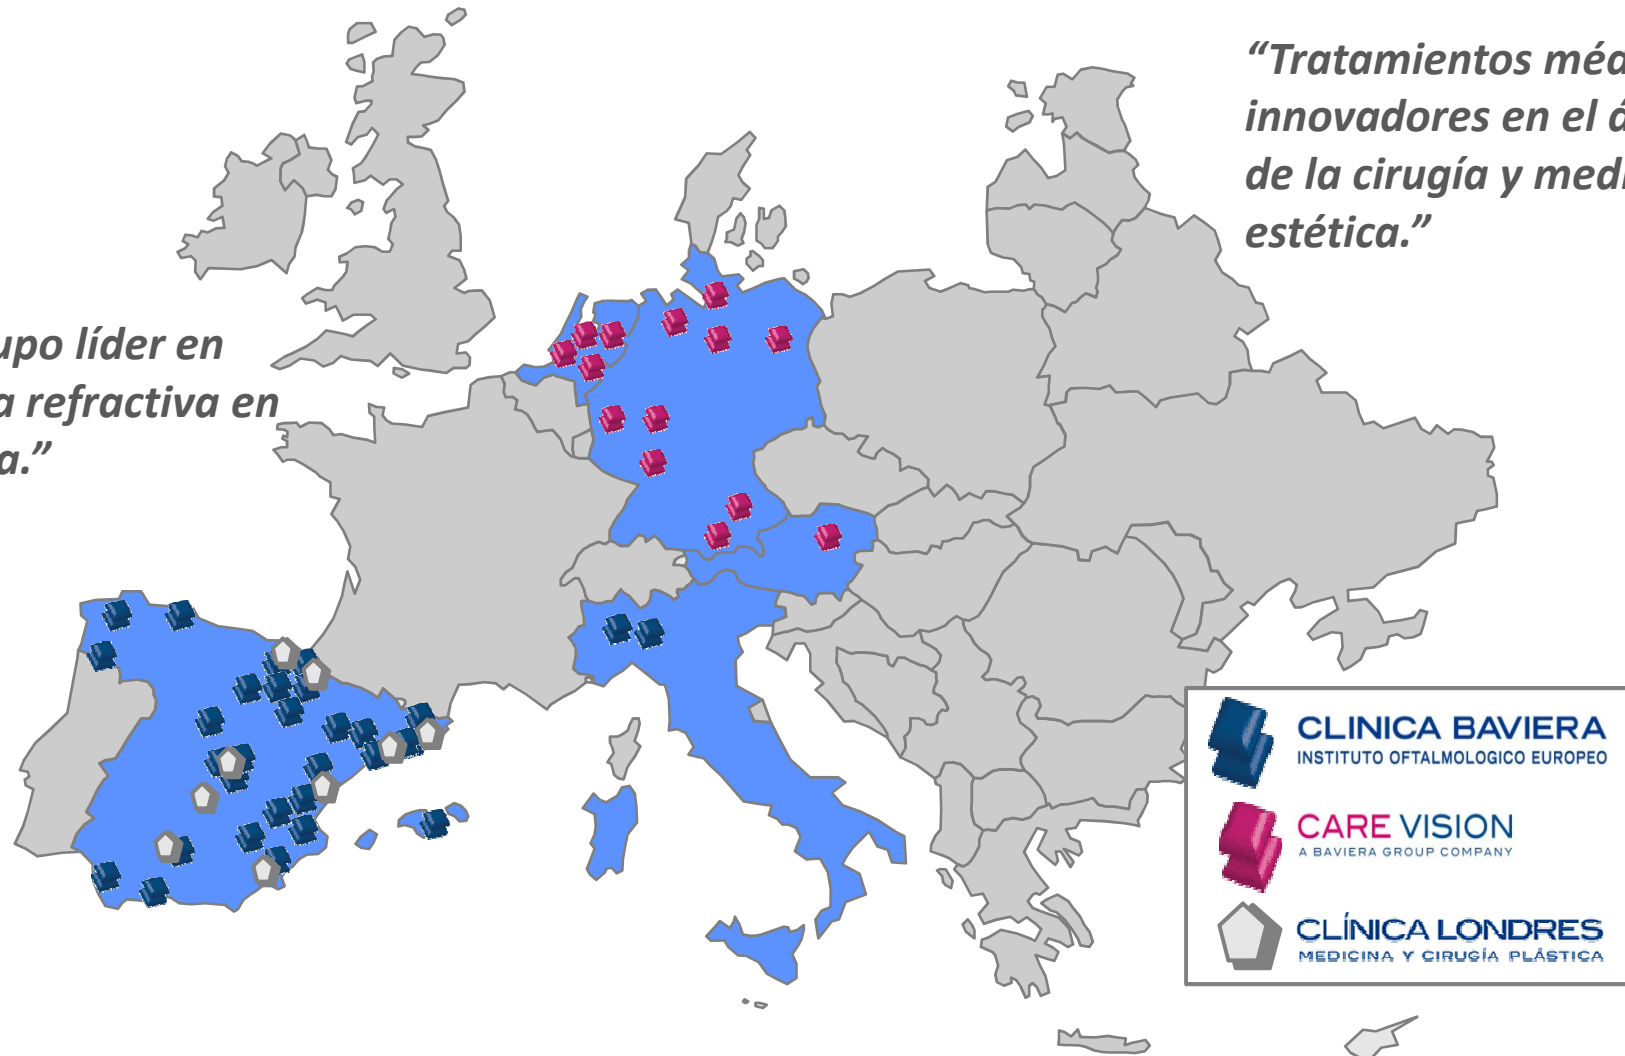 “Tratamientos méd
innovadores en el á
de la cirugía y medi
estética.”
upo líder en
a refractiva en
a.”
CLINICA BAVIERA
INSTITUTO OFTALMOLOGICO EUROPEO
CARE VISION
A BAVIERA GROUP COMPANY
CLÍNICA LONDRES
MEDICINA Y CIRUGÍA PLÁSTICA